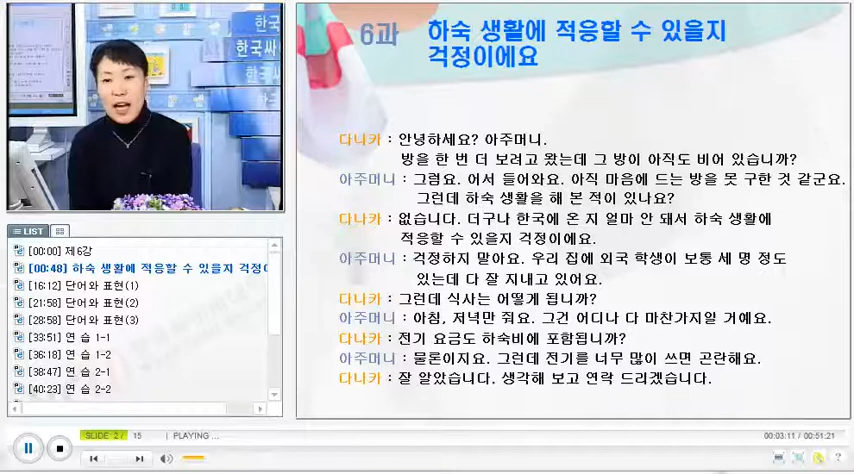 한국
한국싸
한국
6과
하숙 생활에 적응할 수 있을지
걱정이에요
다니카 : 안녕하세요? 아주머니.
방을 한 번 더 보려고 왔는데 그 방이 아직도 비어 있습니까?
아주머니 : 그럼요. 어서 들어와요. 아직 마음에 드는 방을 못 구한 것 같군요.
그런데 하숙 생활을 해 본 적이 있나요?
다니카 : 없습니다. 더구나 한국에 온 지 얼마 안 돼서 하숙 생활에
적응할 수 있을지 걱정이에요.
아주머니 : 걱정하지 말아요. 우리 집에 외국 학생이 보통 세 명 정도
있는데 다 잘 지내고 있어요.
다니카 : 그런데 식사는 어떻게 됩니까?
아주머니 : 아침, 저녁만 줘요. 그건 어디나 다 마찬가지일 거예요.
다니카 : 전기 요금도 하숙비에 포함됩니까?
아주머니 : 물론이지요. 그런데 전기를 너무 많이 쓰면 곤란해요.
다니카 : 잘 알았습니다. 생각해 보고 연락 드리겠습니다.
LIST
[00:00] 제6강
[00:48] 하숙 생활에 적응할 수 있을지 걱정이
[16:12] 단어와 표현(1)
[21:58] 단어와 표현(2)
[28:58] 단어와 표현(3)
[33:51] 연 습 1-1
[36:18] 연 습 1-2
[38:47] 연 습 2-1
[40:23] 연 습 2-2
SLIDE 2 / 15 | PLAYING ...
00:03:11 / 00:51:21